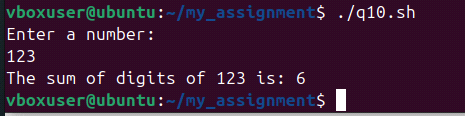 vboxuser@ubuntu:~/my_assignment$ ./q10.sh
Enter a number:
123
The sum of digits of 123 is: 6
vboxuser@ubuntu:~/my_assignment$